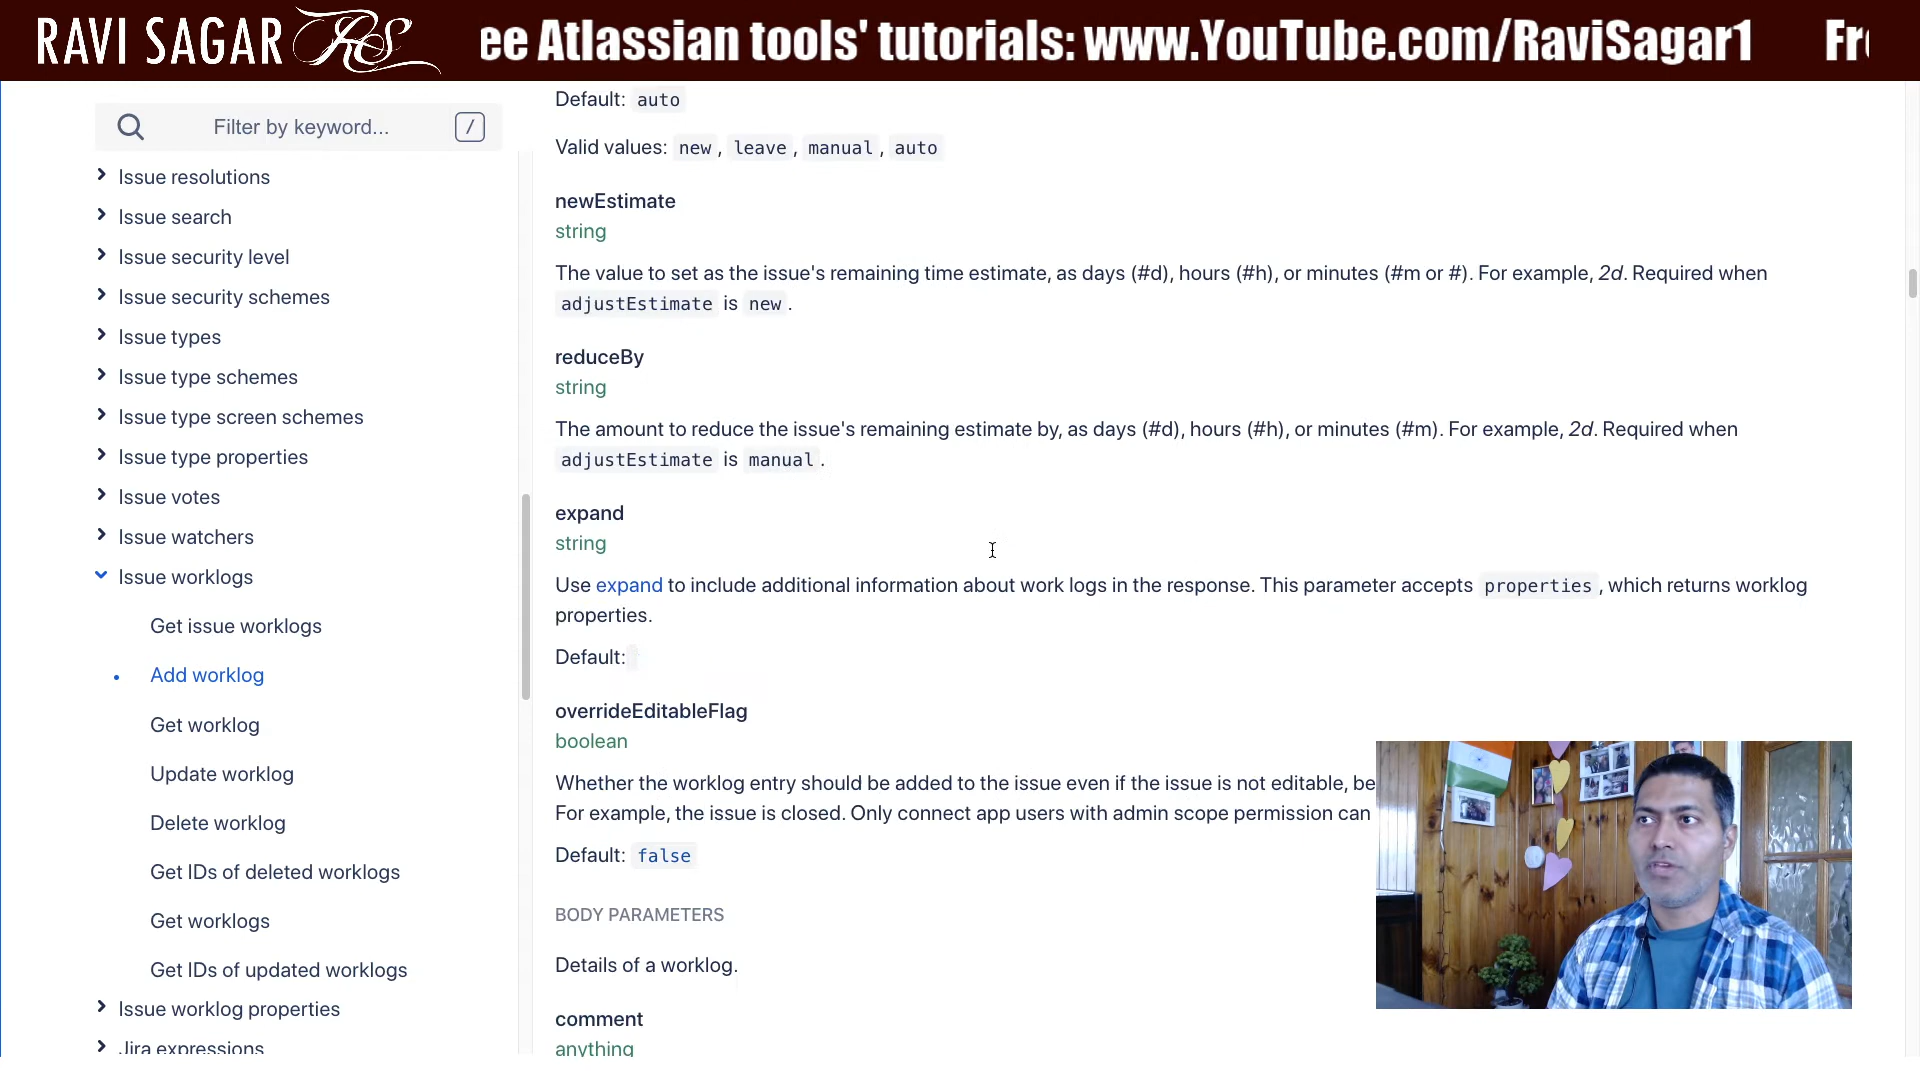 RAVI SAGAR RS
ee Atlassian tools' tutorials: www.YouTube.com/RaviSagar1
Fr
Filter by keyword...
/
Issue resolutions
Issue search
Issue security level
Issue security schemes
Issue types
Issue type schemes
Issue type screen schemes
Issue type properties
Issue votes
Issue watchers
Issue worklogs
Get issue worklogs
Add worklog
Get worklog
Update worklog
Delete worklog
Get IDs of deleted worklogs
Get worklogs
Get IDs of updated worklogs
Issue worklog properties
Jira expressions
Default: auto
Valid values: new, leave, manual, auto
newEstimate
string
The value to set as the issue's remaining time estimate, as days (#d), hours (#h), or minutes (#m or #). For example, 2d. Required when
adjustEstimate is new.
reduceBy
string
The amount to reduce the issue's remaining estimate by, as days (#d), hours (#h), or minutes (#m). For example, 2d. Required when
adjustEstimate is manual.
expand
string
Use expand to include additional information about work logs in the response. This parameter accepts properties, which returns worklog
properties.
Default:
overrideEditableFlag
boolean
Whether the worklog entry should be added to the issue even if the issue is not editable, be
For example, the issue is closed. Only connect app users with admin scope permission can
Default: false
BODY PARAMETERS
Details of a worklog.
comment
anything